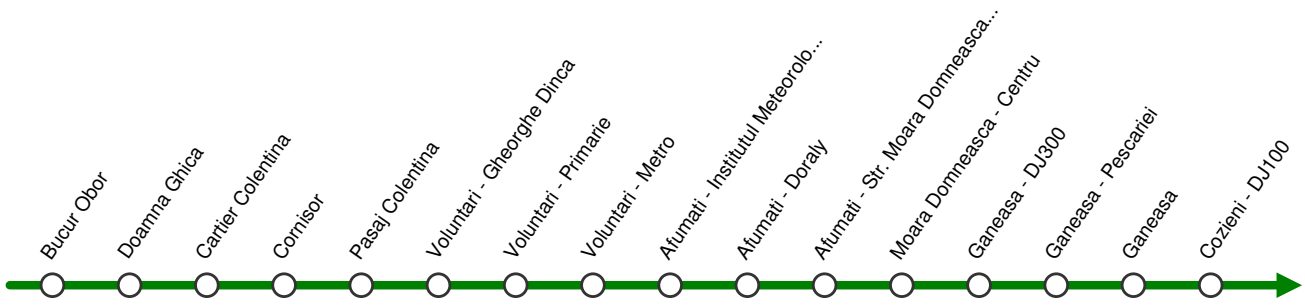 Bucur Obor
Doamna Ghica
Cartier Colentina
Cornisor
Pasaj Colentina
Voluntari - Gheorghe Dinca
Voluntari - Primarie
Voluntari - Metro
Afumati - Institutul Meteorolo...
Afumati - Doraly
Afumati - Str. Moara Domneasca...
Moara Domneasca - Centru
Ganeasa - DJ300
Ganeasa - Pescariei
Ganeasa
Cozieni - DJ100